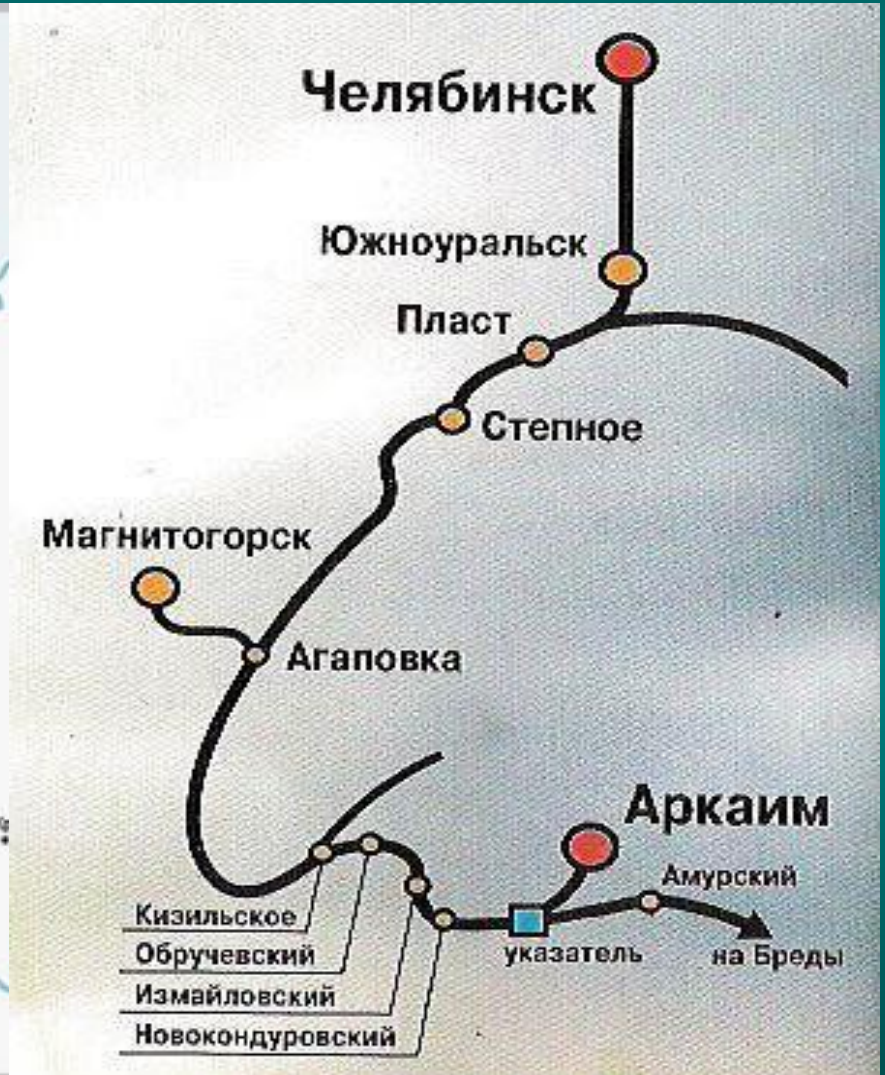 Челябинск
Южноуральск
Пласт
Степное
Магнитогорск
Агаповка
Аркаим
Амурский
Кизильское
указатель
на Бреды
Обручевский
Измайловский
Новокондуровский